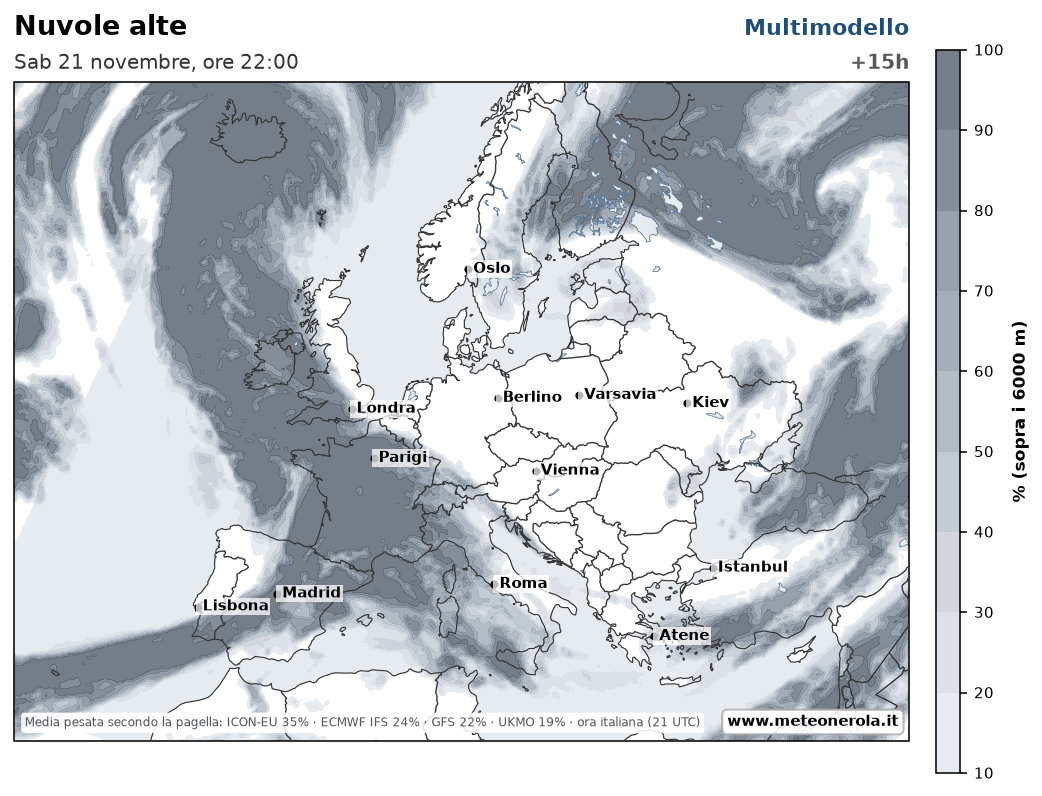 Nuvole alte
Multimodello
Sab 21 novembre, ore 22:00
+15h
100
90
80
70
60
50
40
30
20
10
% (sopra i 6000 m)
Oslo
Londra
Berlino
Varsavia
Kiev
Parigi
Vienna
Istanbul
Roma
Madrid
Lisbona
Atene
Media pesata secondo la pagella: ICON-EU 35% · ECMWF IFS 24% · GFS 22% · UKMO 19% · ora italiana (21 UTC)
www.meteonerola.it